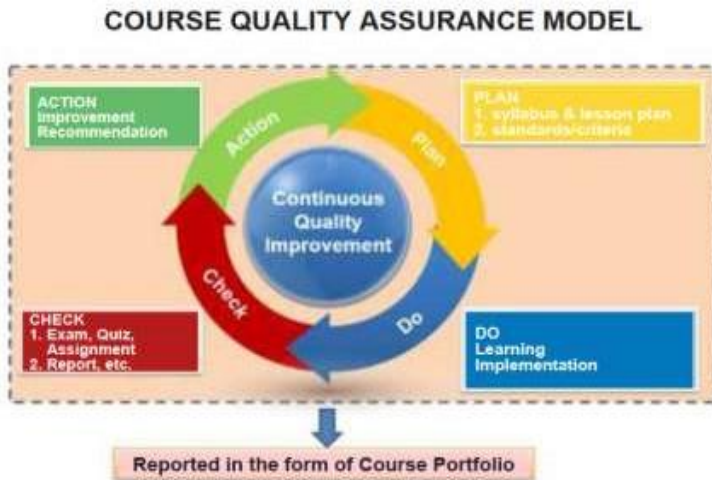 COURSE QUALITY ASSURANCE MODEL
ACTION
Improvement
Recommendation
PLAN
1. syllabus & lesson plan
2. standards/criteric
Action
Plan
Continuous
Quality
Improvement
Check
Do
CHECK
1. Exam, Quiz,
Assignment
2. Report, etc.
DO
Learning
Implementation
Reported in the form of Course Portfolio